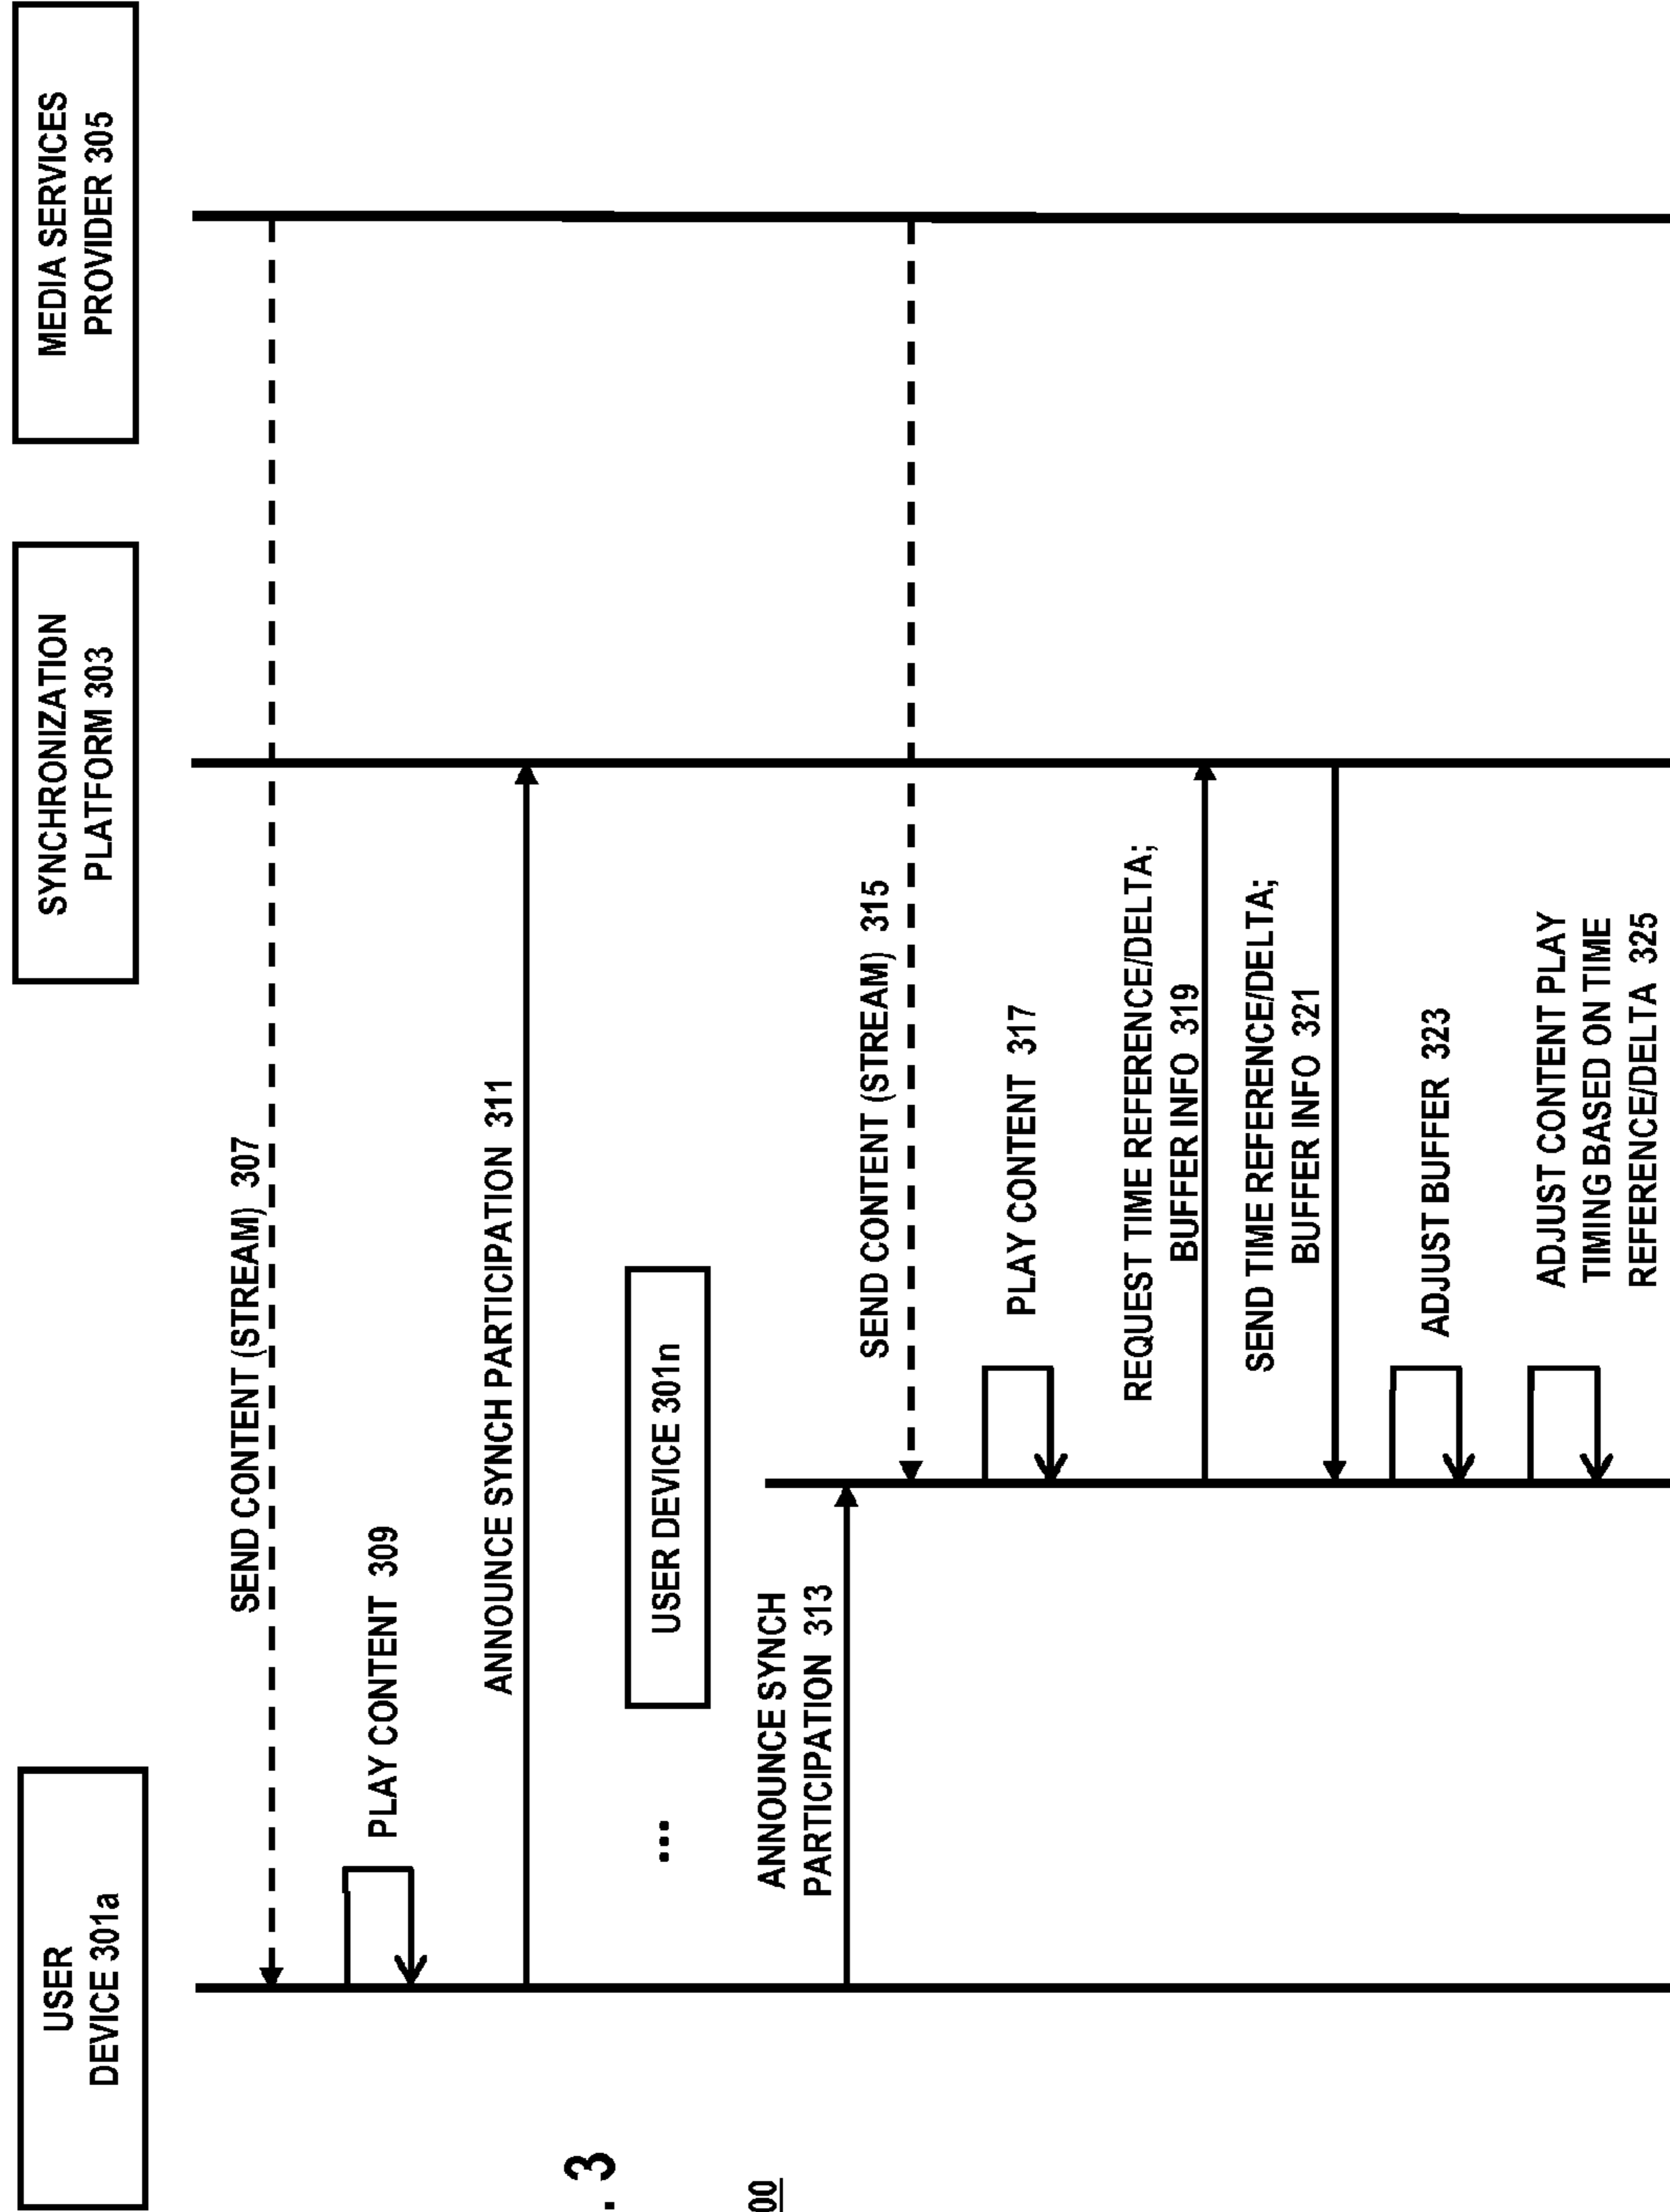 USER
DEVICE 301a
SYNCHRONIZATION
PLATFORM 303
MEDIA SERVICES
PROVIDER 305
SEND CONTENT (STREAM) 307
PLAY CONTENT 309
ANNOUNCE SYNCH PARTICIPATION 311
. 3
...
USER DEVICE 301n
00
ANNOUNCE SYNCH
PARTICIPATION 313
SEND CONTENT (STREAM) 315
PLAY CONTENT 317
REQUEST TIME REFERENCE/DELTA;
BUFFER INFO 319
SEND TIME REFERENCE/DELTA;
BUFFER INFO 321
ADJUST BUFFER 323
ADJUST CONTENT PLAY
TIMING BASED ON TIME
REFERENCE/DELTA 325